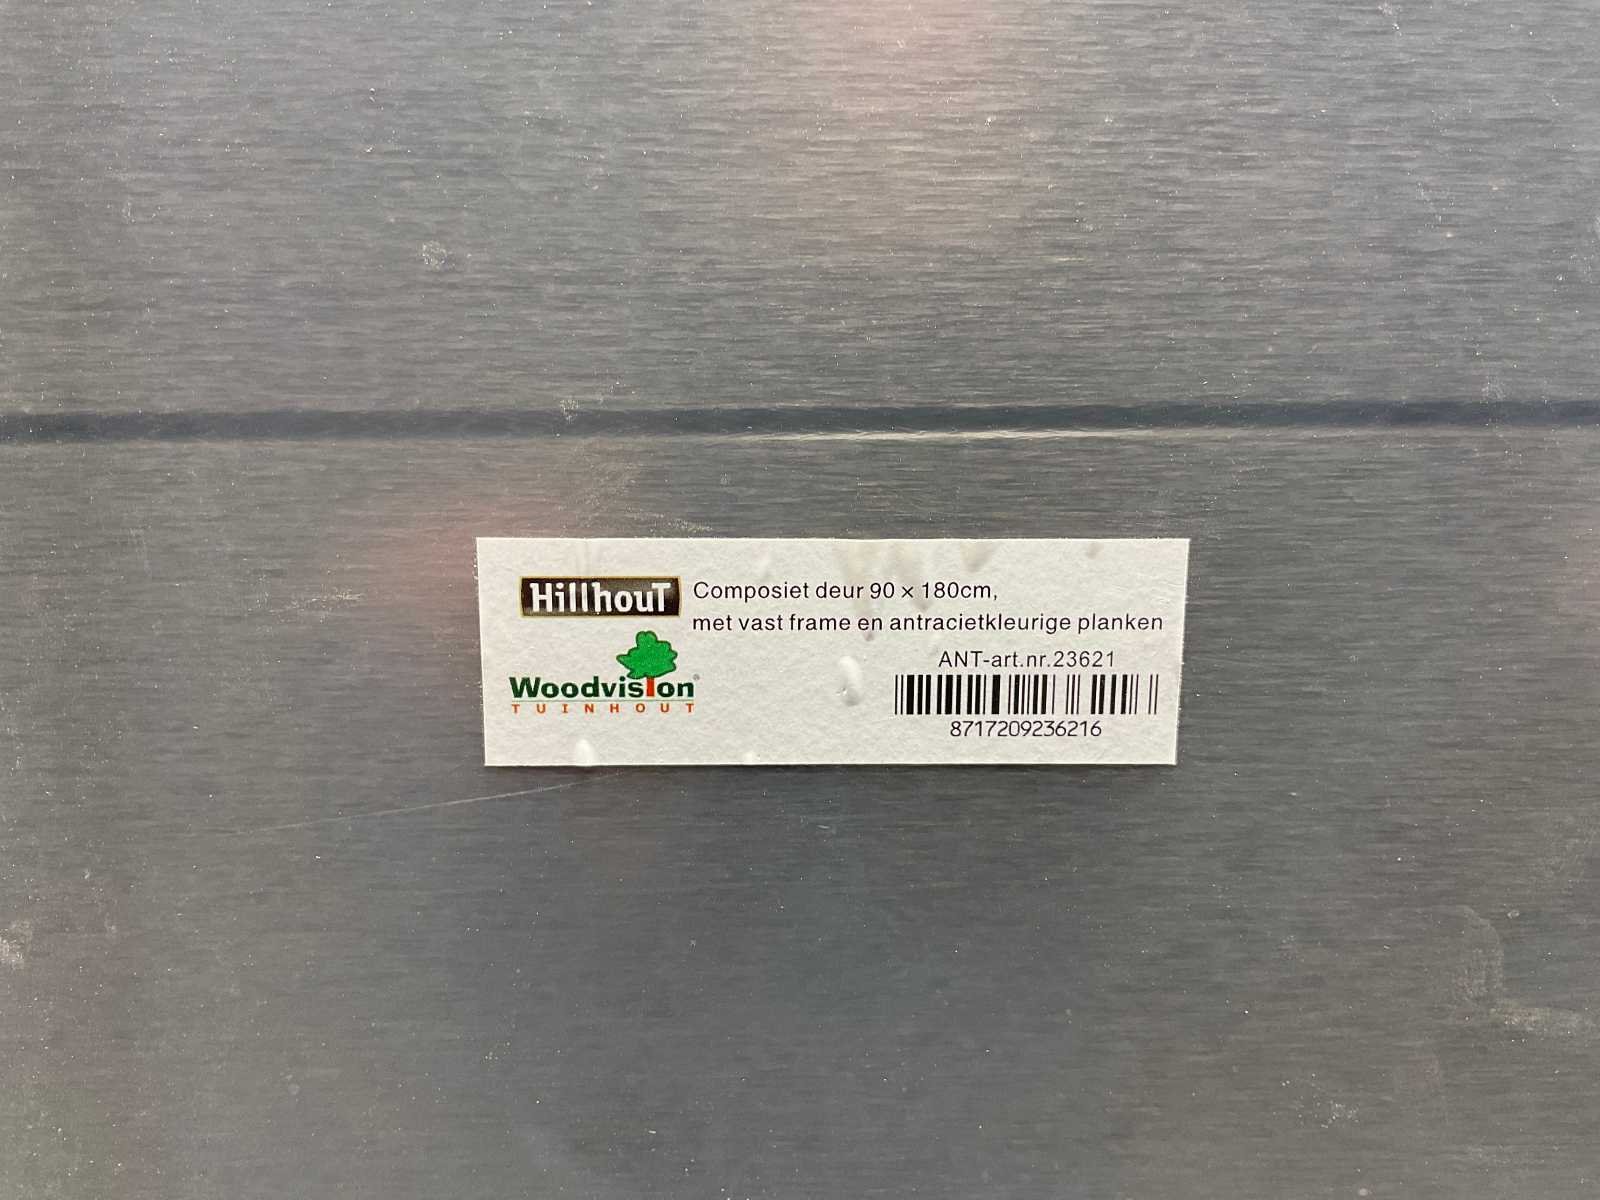 Hillhout
Composiet deur 90 × 180cm,
met vast frame en antracietkleurige planken
Woodvision®
TUINHOUT
ANT-art.nr.23621
8717209236216